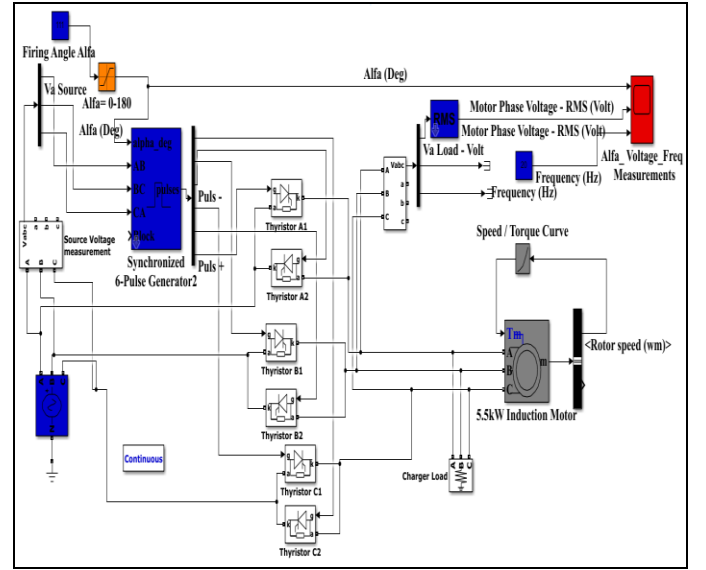 Firing Angle Alfa
Va Source
Alfa= 0-180
Alfa (Deg)
Alfa (Deg)
alpha_deg
AB
BC
CA
pulses
Block
Synchronized
6-Pulse Generator2
Puls -
Puls +
Vabc
a
b
c
A
B
C
Source Voltage
measurement
A
B
C
Continuous
g
a
k
Thyristor A1
g
k
a
Thyristor A2
g
a
k
Thyristor B1
g
k
a
Thyristor B2
g
a
k
Thyristor C1
g
k
a
Thyristor C2
A
B
C
Vabc
a
b
c
RMS
Va Load - Volt
Motor Phase Voltage - RMS (Volt)
Motor Phase Voltage - RMS (Volt)
Frequency (Hz)
Frequency (Hz)
Alfa_Voltage_Freq
Measurements
Speed / Torque Curve
Tm
A
B
C
m
<Rotor speed (wm)>
5.5kW Induction Motor
A
B
C
Charger Load